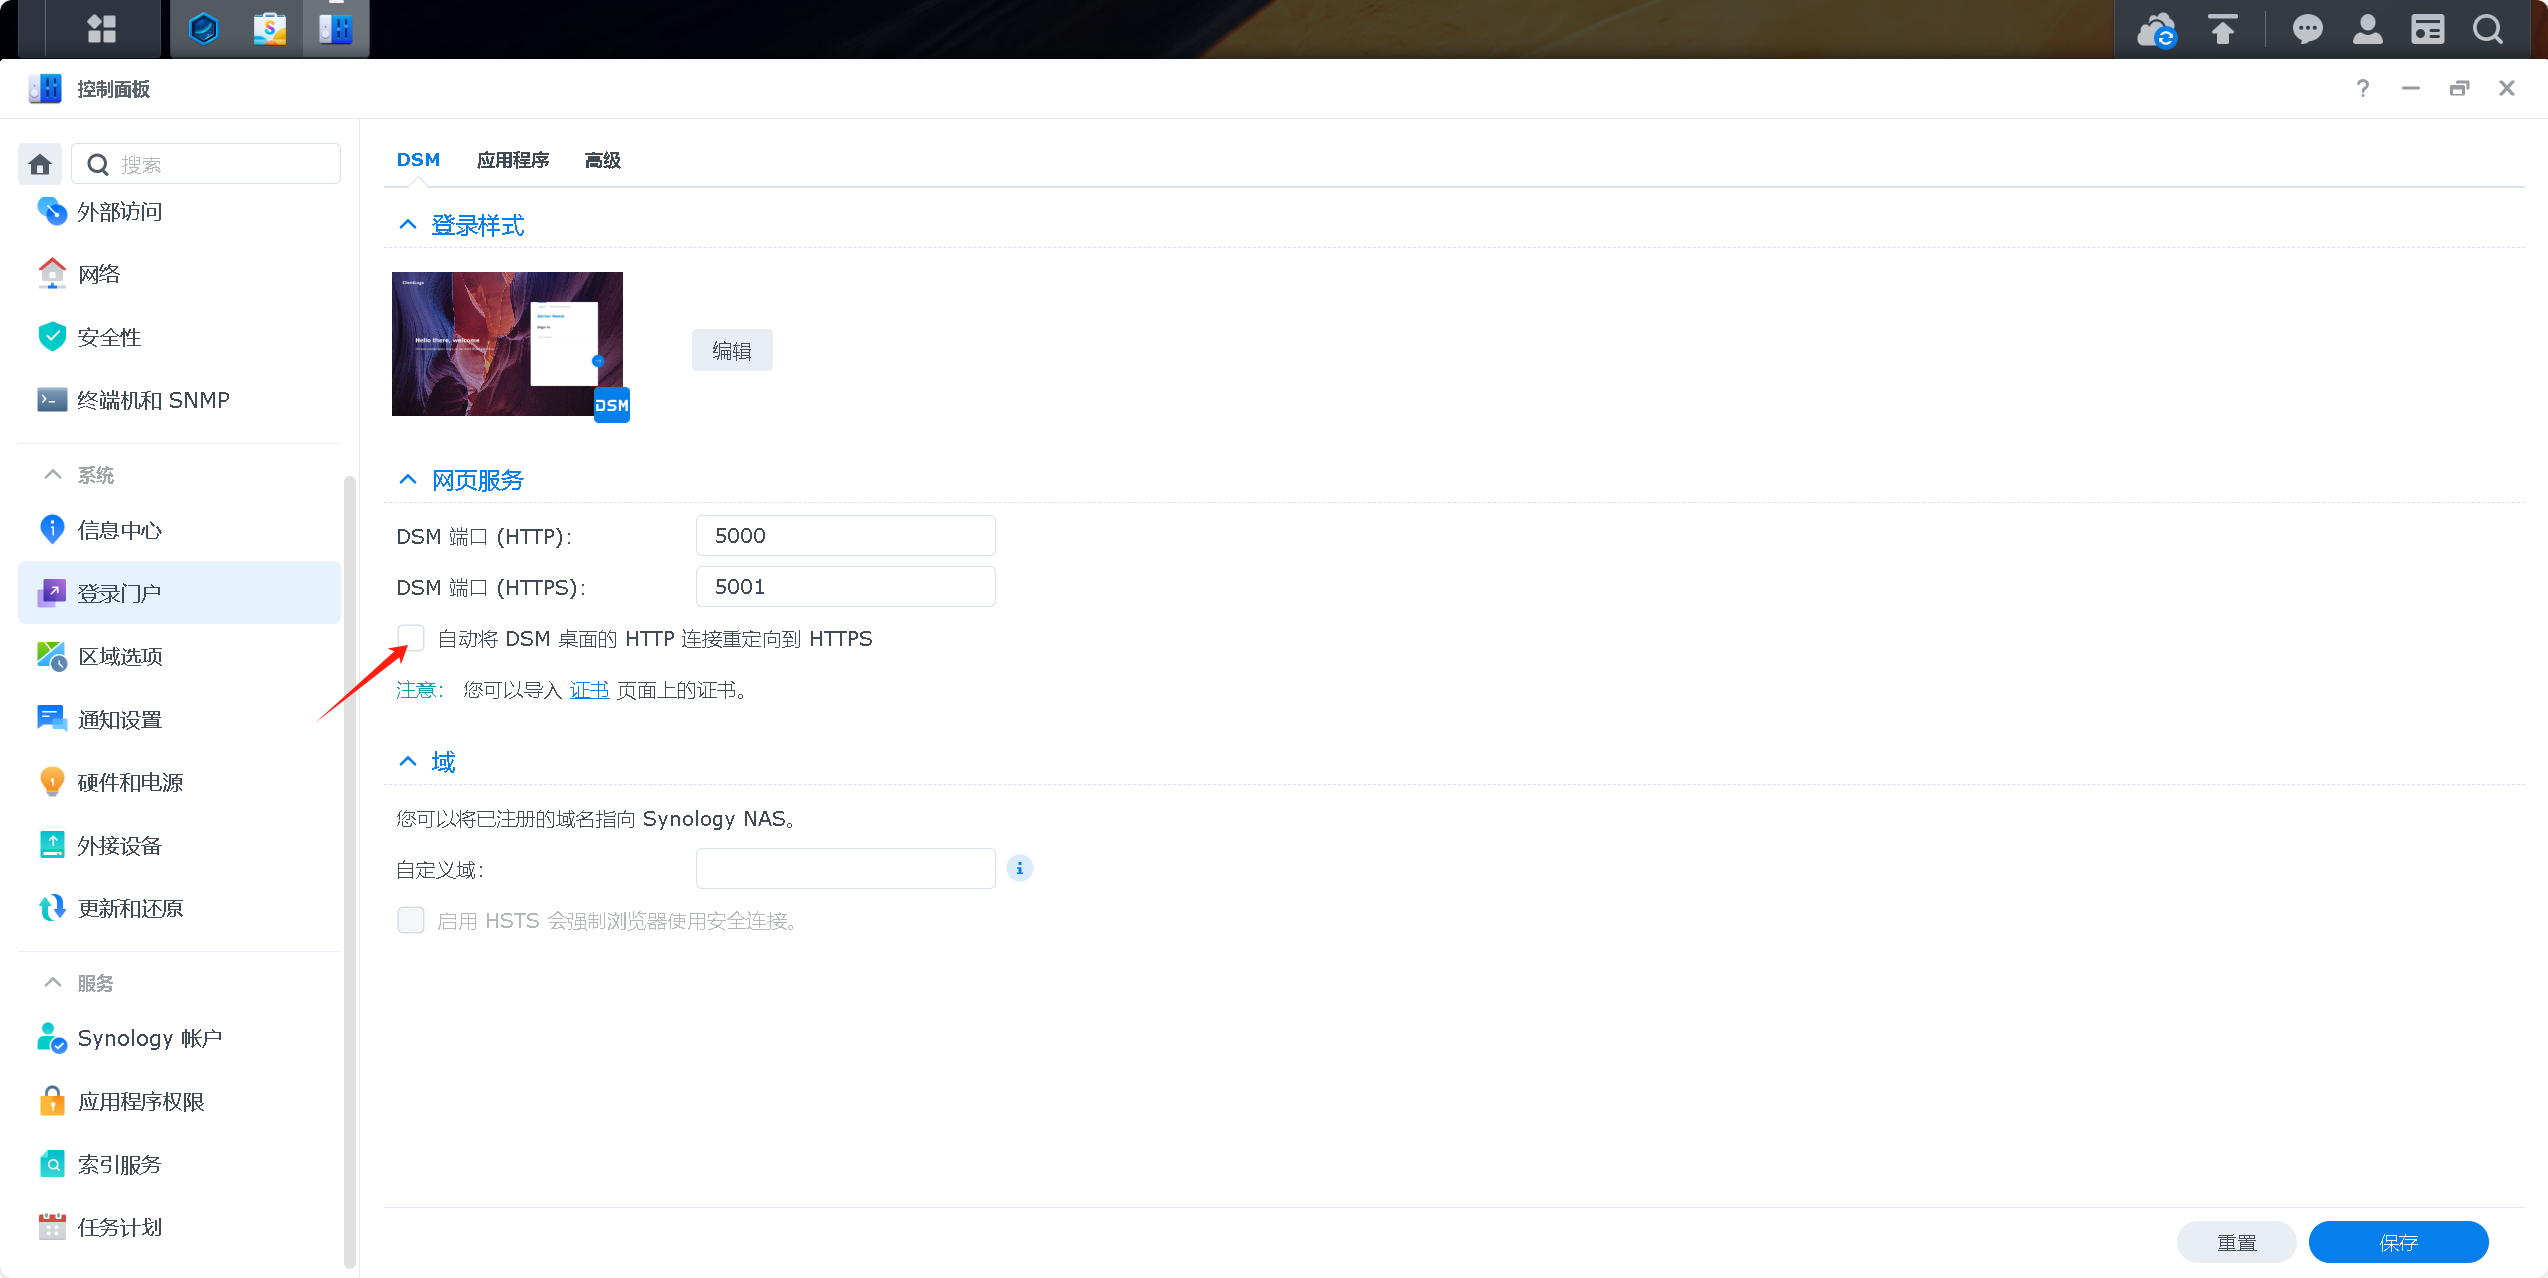 控制面板
搜索
外部访问
网络
安全性
终端机和 SNMP
系统
信息中心
登录门户
区域选项
通知设置
硬件和电源
外接设备
更新和还原
服务
Synology 帐户
应用程序权限
索引服务
任务计划
DSM 应用程序 高级
登录样式
Hello there, welcome
Server Name
Sign in
DSM
编辑
网页服务
DSM 端口 (HTTP): 5000
DSM 端口 (HTTPS): 5001
自动将 DSM 桌面的 HTTP 连接重定向到 HTTPS
注意: 您可以导入 证书 页面上的证书。
域
您可以将已注册的域名指向 Synology NAS。
自定义域:
启用 HSTS 会强制浏览器使用安全连接。
重置 保存